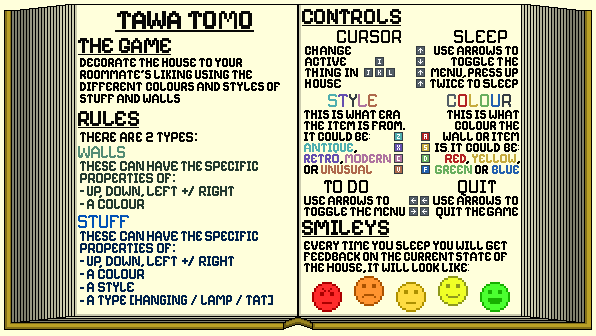 TAWA TOMO
THE GAME
DECORATE THE HOUSE TO YOUR
ROOMMATE'S LIKING USING THE
DIFFERENT COLOURS AND STYLES OF
STUFF AND WALLS
RULES
THERE ARE 2 TYPES:
WALLS
THESE CAN HAVE THE SPECIFIC
PROPERTIES OF:
- UP, DOWN, LEFT +/ RIGHT
- A COLOUR
STUFF
THESE CAN HAVE THE SPECIFIC
PROPERTIES OF:
- UP, DOWN, LEFT +/ RIGHT
- A COLOUR
- A STYLE
- A TYPE [HANGING / LAMP / TAT]
CONTROLS
CURSOR
CHANGE
ACTIVE I
THING IN J K L
HOUSE
SLEEP
↑ USE ARROWS TO
↓ TOGGLE THE
↑ MENU, PRESS UP
↑ TWICE TO SLEEP
STYLE
THIS IS WHAT ERA
THE ITEM IS FROM,
IT COULD BE: Z
ANTIQUE, X
RETRO, MODERN C
OR UNUSUAL V
COLOUR
THIS IS WHAT
COLOUR THE
A WALL OR ITEM
S IS IT COULD BE:
D RED, YELLOW,
F GREEN OR BLUE
TO DO
USE ARROWS TO
TOGGLE THE MENU
QUIT
← ← USE ARROWS TO
→ → QUIT THE GAME
SMILEYS
EVERY TIME YOU SLEEP YOU WILL GET
FEEDBACK ON THE CURRENT STATE OF
THE HOUSE, IT WILL LOOK LIKE: